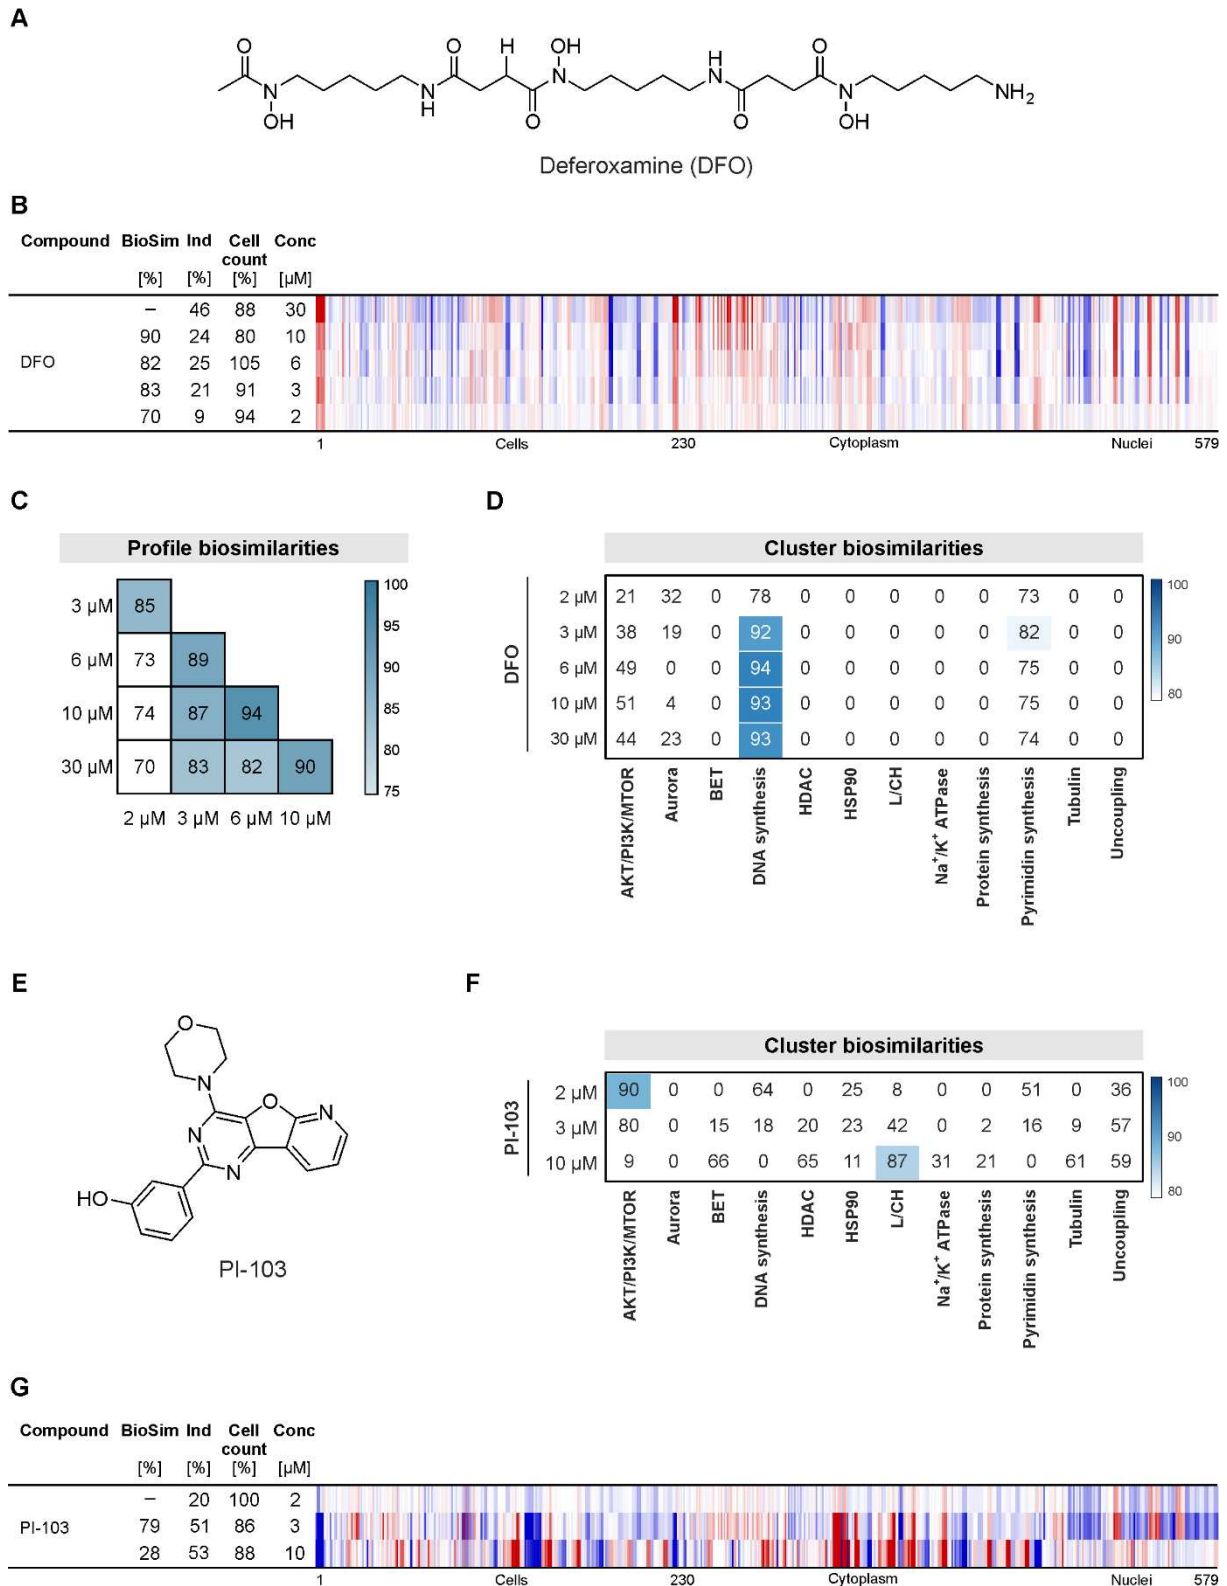 A
O
H
OH
H
O
N
OH
N
H
O
N
N
O
O
N
OH
NH2
Deferoxamine (DFO)
B
Compound BioSim Ind Cell count Conc
[%] [%] [%] [µM]
DFO
– 46 88 30
90 24 80 10
82 25 105 6
83 21 91 3
70 9 94 2
1 Cells 230 Cytoplasm Nuclei 579
C
Profile biosimilarities
3 µM 85
6 µM 73 89
10 µM 74 87 94
30 µM 70 83 82 90
2 µM 3 µM 6 µM 10 µM
100
95
90
85
80
75
D
Cluster biosimilarities
DFO
2 µM 21 32 0 78 0 0 0 0 0 73 0 0
3 µM 38 19 0 92 0 0 0 0 0 82 0 0
6 µM 49 0 0 94 0 0 0 0 0 75 0 0
10 µM 51 4 0 93 0 0 0 0 0 75 0 0
30 µM 44 23 0 93 0 0 0 0 0 74 0 0
100
90
80
AKT/PI3K/MTOR
Aurora
BET
DNA synthesis
HDAC
HSP90
L/CH
Na+/K+ ATPase
Protein synthesis
Pyrimidin synthesis
Tubulin
Uncoupling
E
O
N
O
N
N
N
HO
PI-103
F
Cluster biosimilarities
PI-103
2 µM 90 0 0 64 0 25 8 0 0 51 0 36
3 µM 80 0 15 18 20 23 42 0 2 16 9 57
10 µM 9 0 66 0 65 11 87 31 21 0 61 59
100
90
80
AKT/PI3K/MTOR
Aurora
BET
DNA synthesis
HDAC
HSP90
L/CH
Na+/K+ ATPase
Protein synthesis
Pyrimidin synthesis
Tubulin
Uncoupling
G
Compound BioSim Ind Cell count Conc
[%] [%] [%] [µM]
PI-103
– 20 100 2
79 51 86 3
28 53 88 10
1 Cells 230 Cytoplasm Nuclei 579